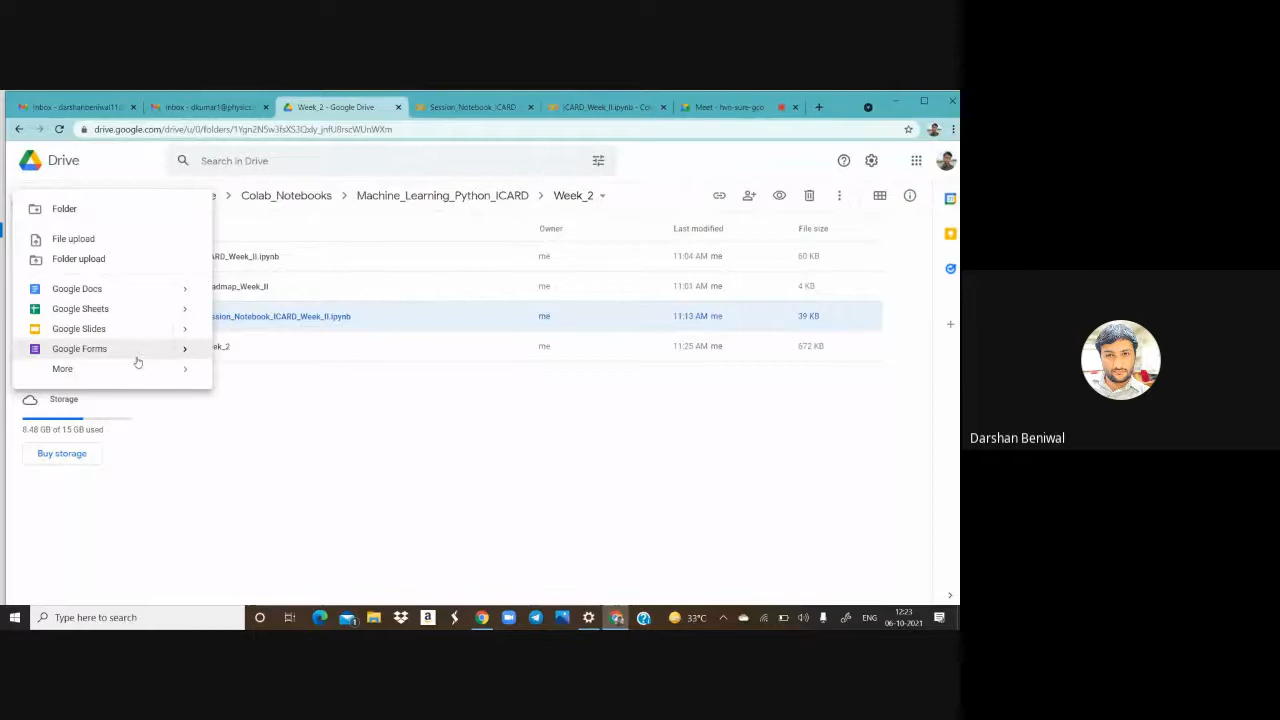 Inbox - darshanbeniwal11@
Inbox - dkumar1@physics.
Week_2 - Google Drive
Session_Notebook_ICARD
ICARD_Week_II.ipynb - Col
Meet - hvn-sure-gco
drive.google.com/drive/u/0/folders/
Drive
Search in Drive
Colab_Notebooks
Machine_Learning_Python_ICARD
Week_2
Folder
File upload
Folder upload
Google Docs
Google Sheets
Google Slides
Google Forms
More
Owner
Last modified
File size
ARD_Week_II.ipynb
me
11:04 AM me
60 KB
admap_Week_II
me
11:01 AM me
4 KB
ssion_Notebook_ICARD_Week_II.ipynb
me
11:13 AM me
39 KB
ek_2
me
11:25 AM me
672 KB
Storage
8.48 GB of 15 GB used
Buy storage
Darshan Beniwal
Type here to search
33°C
ENG
12:23
06-10-2021